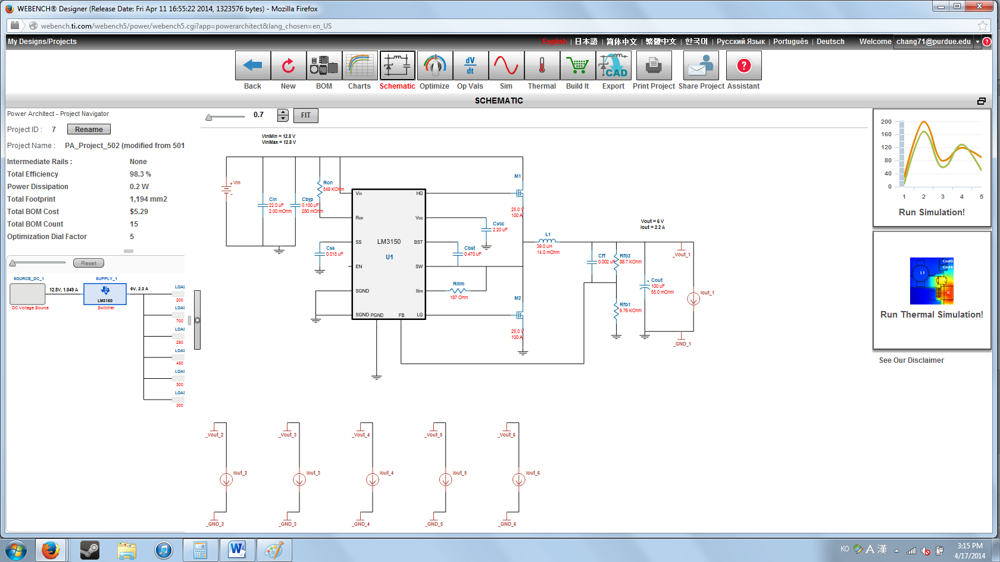 WEBENCH® Designer (Release Date: Fri Apr 11 16:55:22 2014, 1323576 bytes) - Mozilla Firefox
webench.ti.com/webench5/power/webench5.cgi?app=powerarchitect&lang_chosen=en_US
My Designs/Projects
English | 日本語 | 简体中文 | 繁體中文 | 한국어 | Русский Язык | Português | Deutsch
Welcome chang71@purdue.edu ?
dV
dt
CAD
?
Back New BOM Charts Schematic Optimize Op Vals Sim Thermal Build It Export Print Project Share Project Assistant
SCHEMATIC
Power Architect - Project Navigator
Project ID : 7 Rename
Project Name : PA_Project_502 (modified from 501
Intermediate Rails : None
Total Efficiency 98.3 %
Power Dissipation 0.2 W
Total Footprint 1,194 mm2
Total BOM Cost $5.29
Total BOM Count 15
Optimization Dial Factor 5
Reset
SOURCE_DC_1
DC Voltage Source
12.8V, 1.049 A
SUPPLY_1
LM3150
Switcher
6V, 2.2 A
LOAD
200
LOAD
700
LOAD
250
LOAD
450
LOAD
300
LOAD
300
0.7 FIT
VinMin = 12.8 V
VinMax = 12.8 V
+ Vin
-
Cin
22.0 uF
2.00 mOhm
Cbyp
0.100 uF
280 mOhm
Ron
549 KOhm
Css
0.015 uF
Vin HG
Ron Vcc
LM3150
SS BST
U1
EN SW
SGND Ilim
SGND PGND FB LG
M1
25.0 V
100 A
Cvcc
2.20 uF
Cbst
0.470 uF
Rilim
187 Ohm
M2
25.0 V
100 A
L1
39.0 uH
14.0 mOhm
Vout = 6 V
Iout = 2.2 A
Cff
0.002 uF
Rfb2
88.7 KOhm
Rfb1
9.76 KOhm
+ Cout
100 uF
55.0 mOhm
_Vout_1
Iout_1
_GND_1
_Vout_2 _Vout_3 _Vout_4 _Vout_5 _Vout_6
Iout_2 Iout_3 Iout_4 Iout_5 Iout_6
_GND_2 _GND_3 _GND_4 _GND_5 _GND_6
200
160
120
80
40
0
1 2 3 4 5
Run Simulation!
CoutB
CoutA
L1
IC
Run Thermal Simulation!
See Our Disclaimer
W
KO A 漢
3:15 PM
4/17/2014